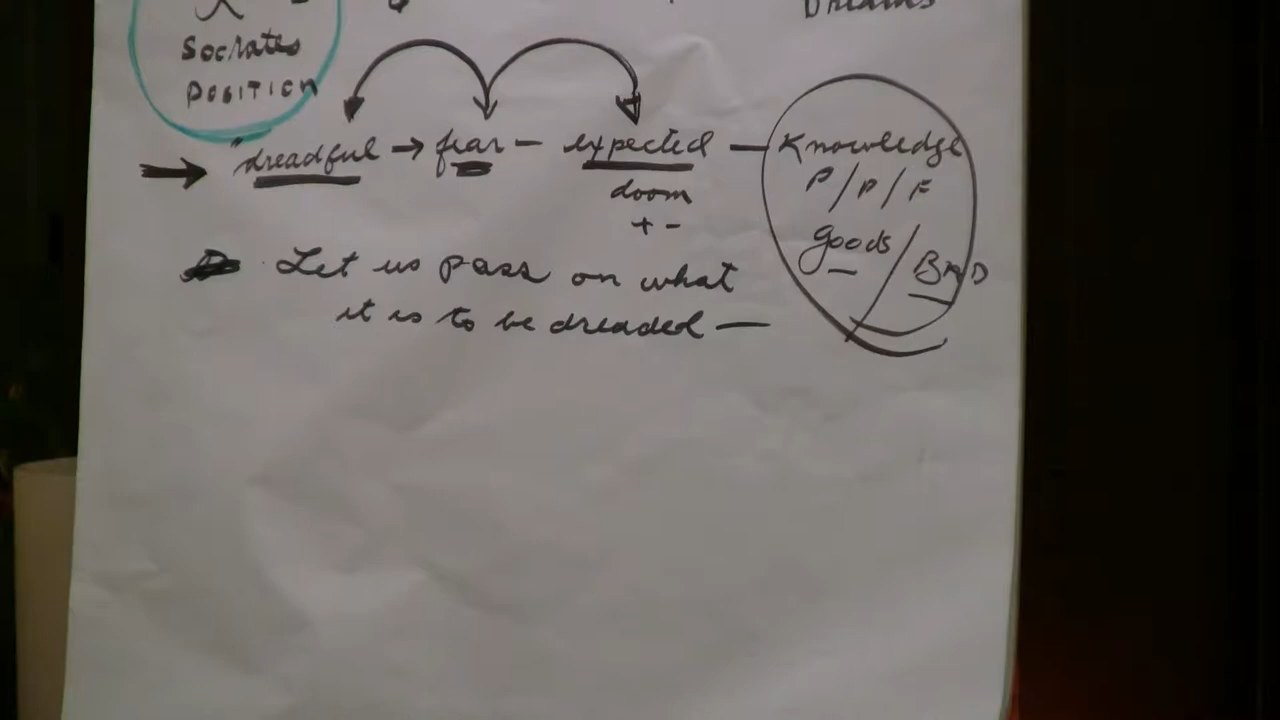 Socrates
POSITION
"dreadful → fear — expected — Knowledge
doom
P/P/F
+ -
goods / BAD
Let us pass on what
it is to be dreaded —